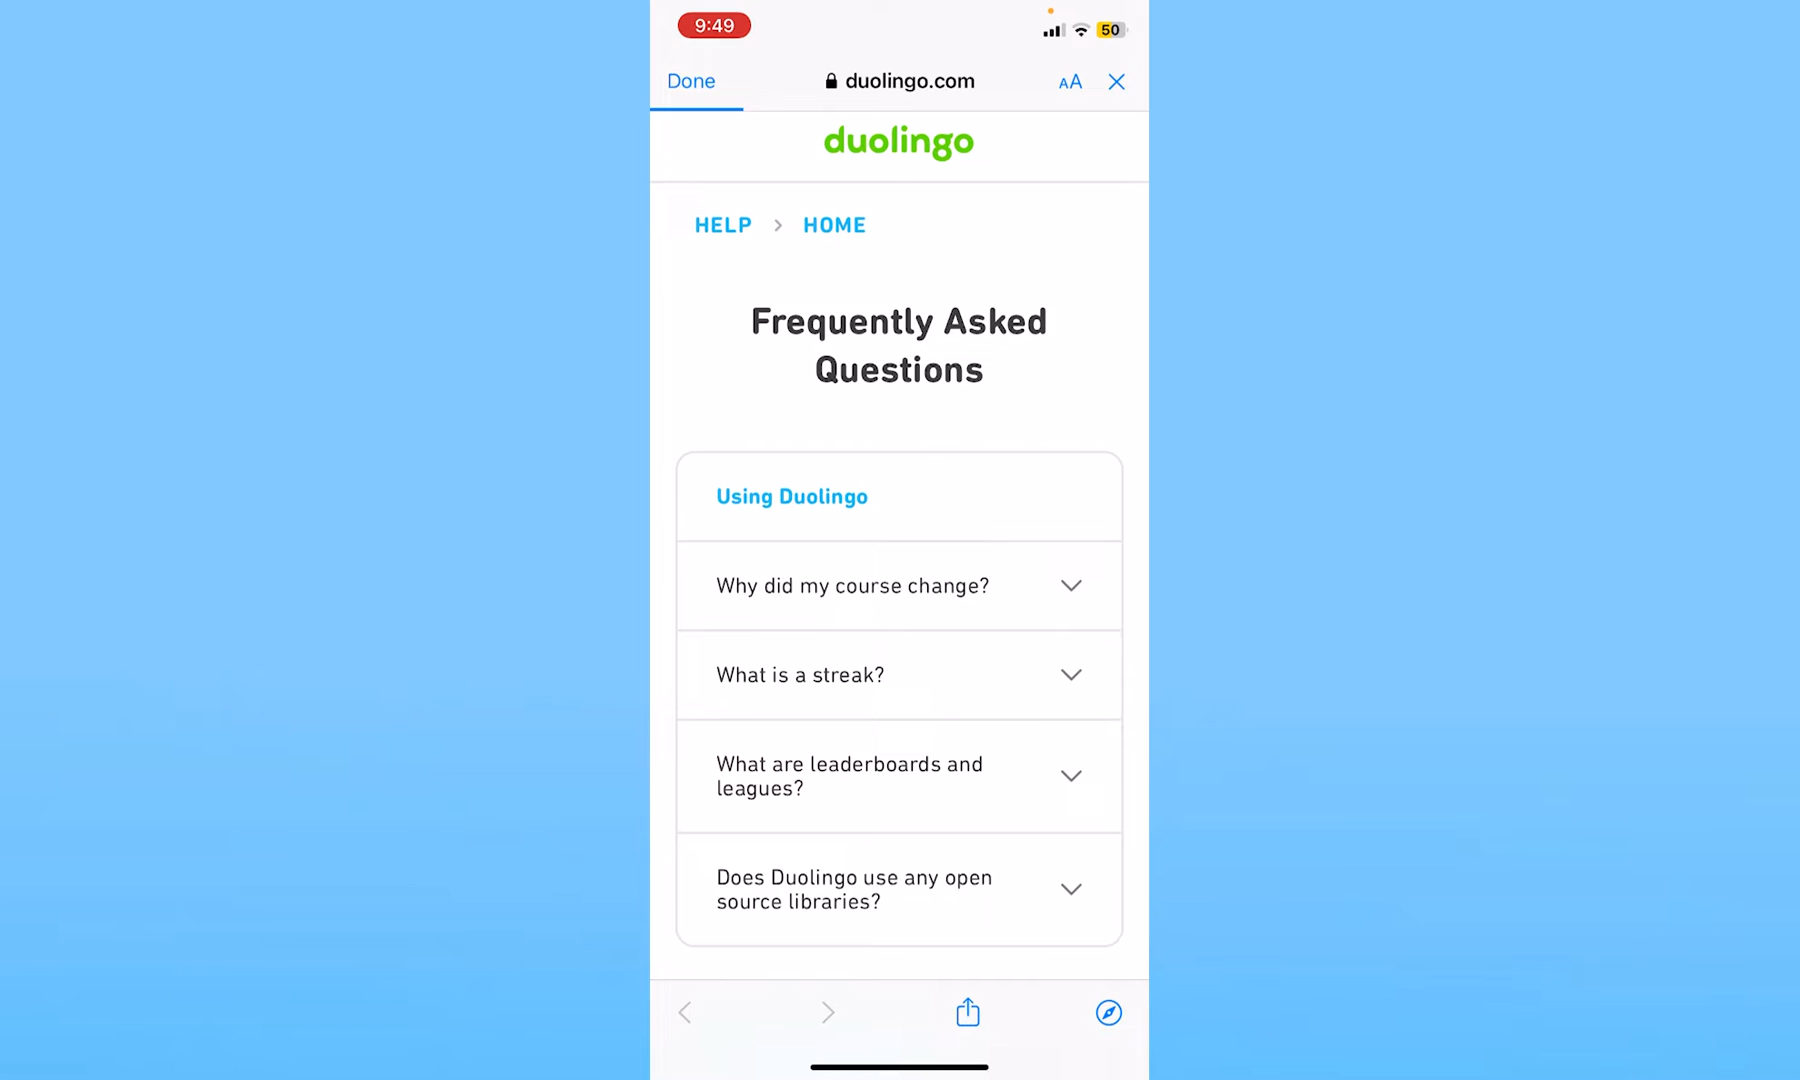 9:49
50
Done
duolingo.com
AA
duolingo
HELP > HOME
Frequently Asked
Questions
Using Duolingo
Why did my course change?
What is a streak?
What are leaderboards and
leagues?
Does Duolingo use any open
source libraries?